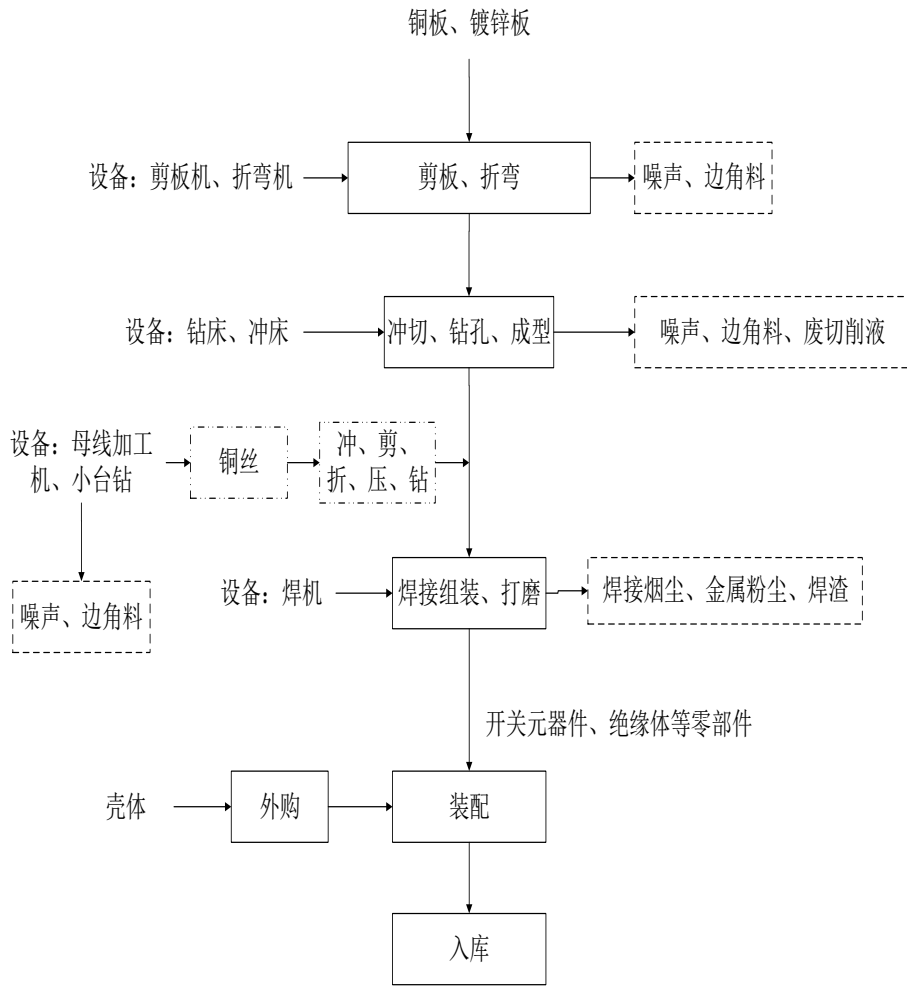 铜板、镀锌板
设备：剪板机、折弯机
剪板、折弯
噪声、边角料
设备：钻床、冲床
冲切、钻孔、成型
噪声、边角料、废切削液
设备：母线加工
机、小台钻
铜丝
冲、剪、
折、压、钻
噪声、边角料
设备：焊机
焊接组装、打磨
焊接烟尘、金属粉尘、焊渣
开关元器件、绝缘体等零部件
壳体
外购
装配
入库